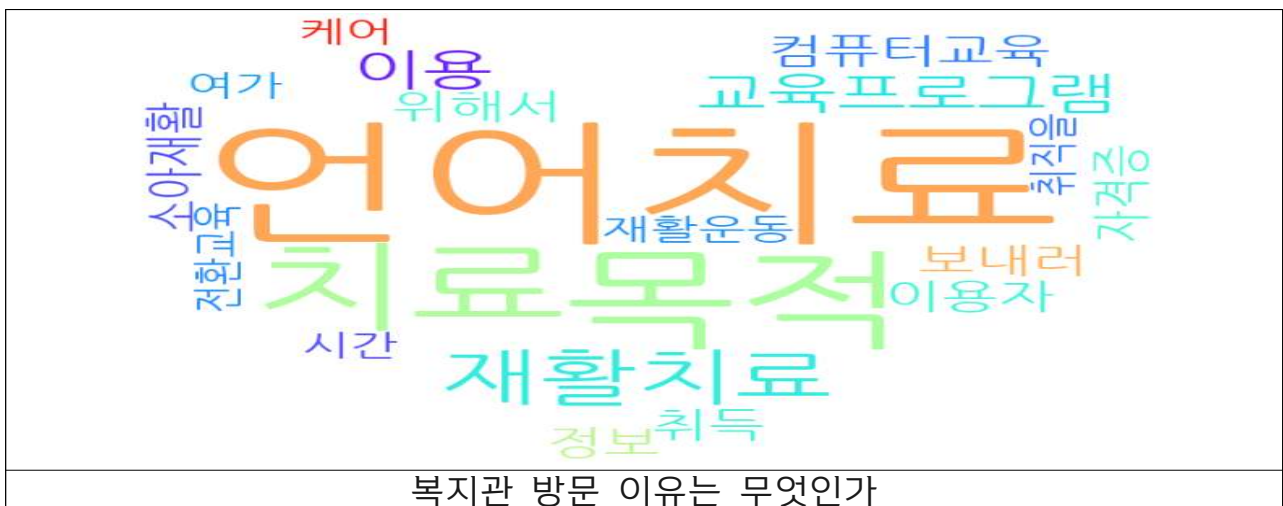 케어
이용
컴퓨터교육
여가
위해서
교육프로그램
소아재활
언어치료
취직을
자격증
재활운동
전환교육
치료목적
보내러
이용자
시간
재활치료
정보
취득
복지관 방문 이유는 무엇인가